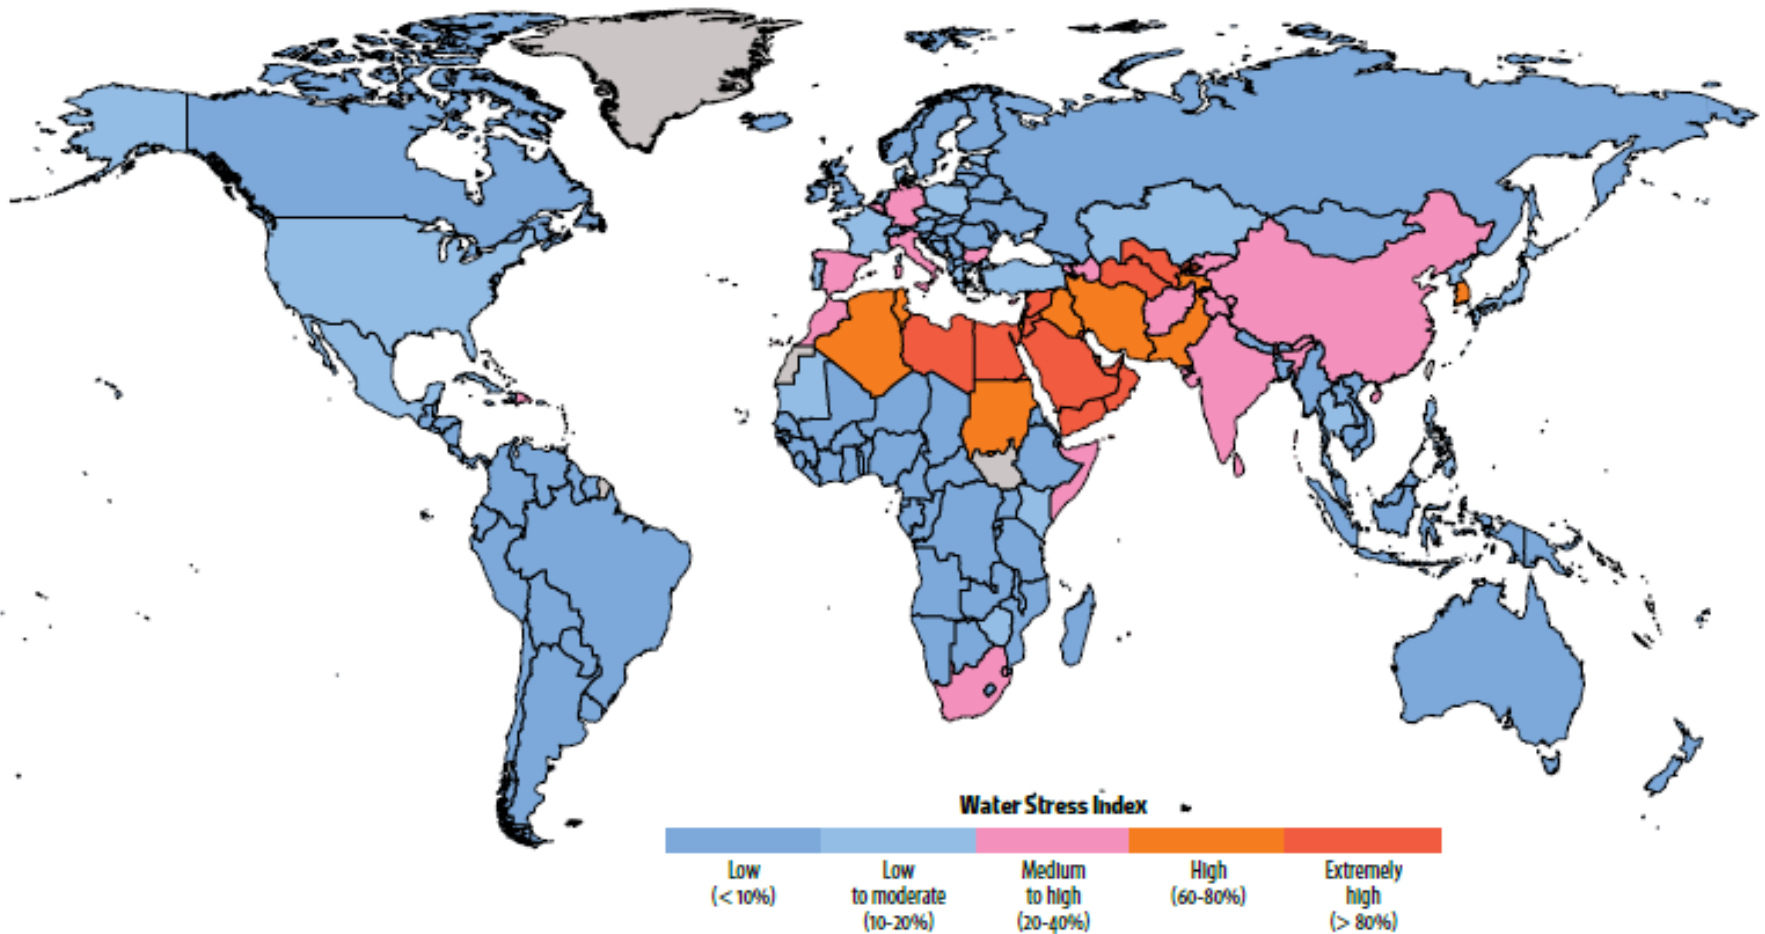 Water Stress Index
Low
(< 10%)
Low
to moderate
(10-20%)
Medium
to high
(20-40%)
High
(60-80%)
Extremely
high
(> 80%)